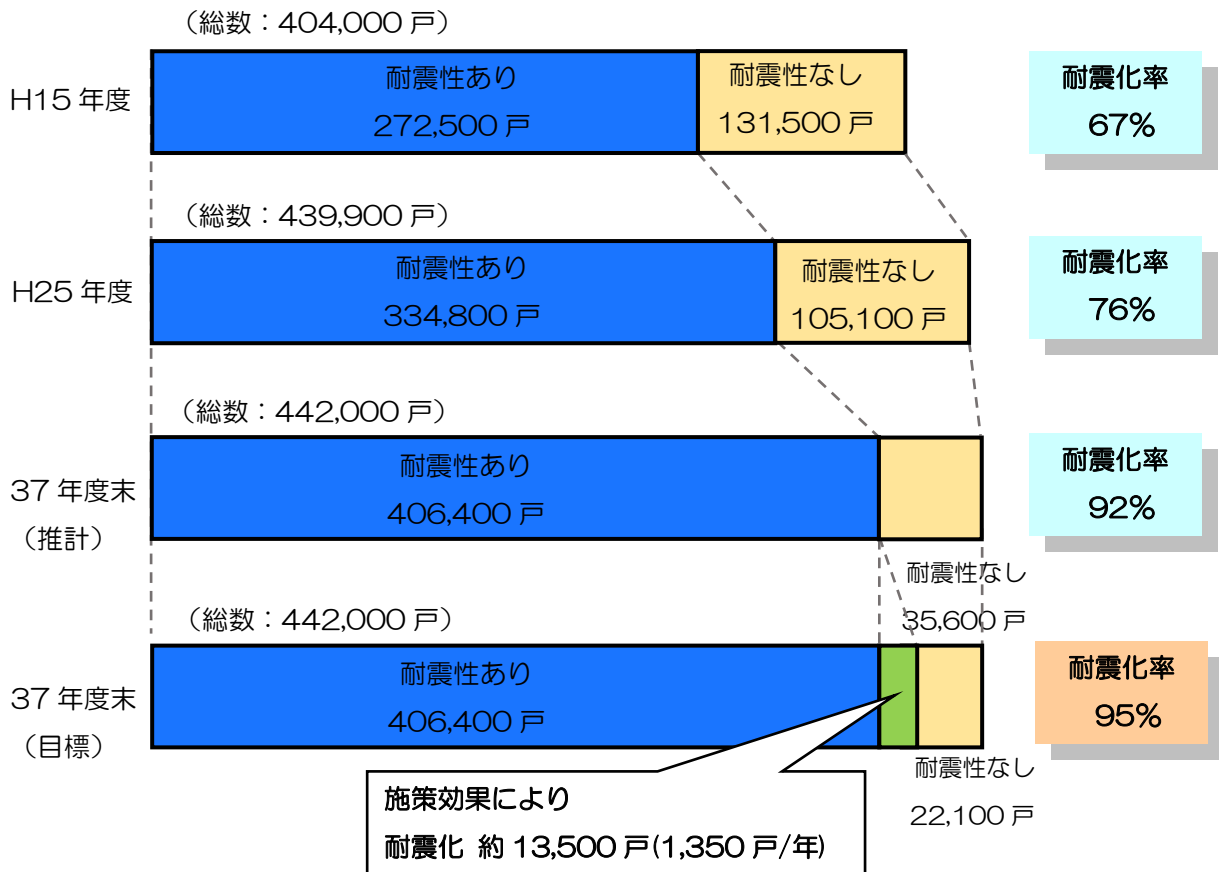 （総数：404,000 戸）
H15 年度
耐震性あり
272,500 戸
耐震性なし
131,500 戸
耐震化率
67%
（総数：439,900 戸）
H25 年度
耐震性あり
334,800 戸
耐震性なし
105,100 戸
耐震化率
76%
（総数：442,000 戸）
37 年度末
（推計）
耐震性あり
406,400 戸
耐震化率
92%
耐震性なし
35,600 戸
（総数：442,000 戸）
37 年度末
（目標）
耐震性あり
406,400 戸
耐震化率
95%
耐震性なし
22,100 戸
施策効果により
耐震化 約 13,500 戸(1,350 戸/年)